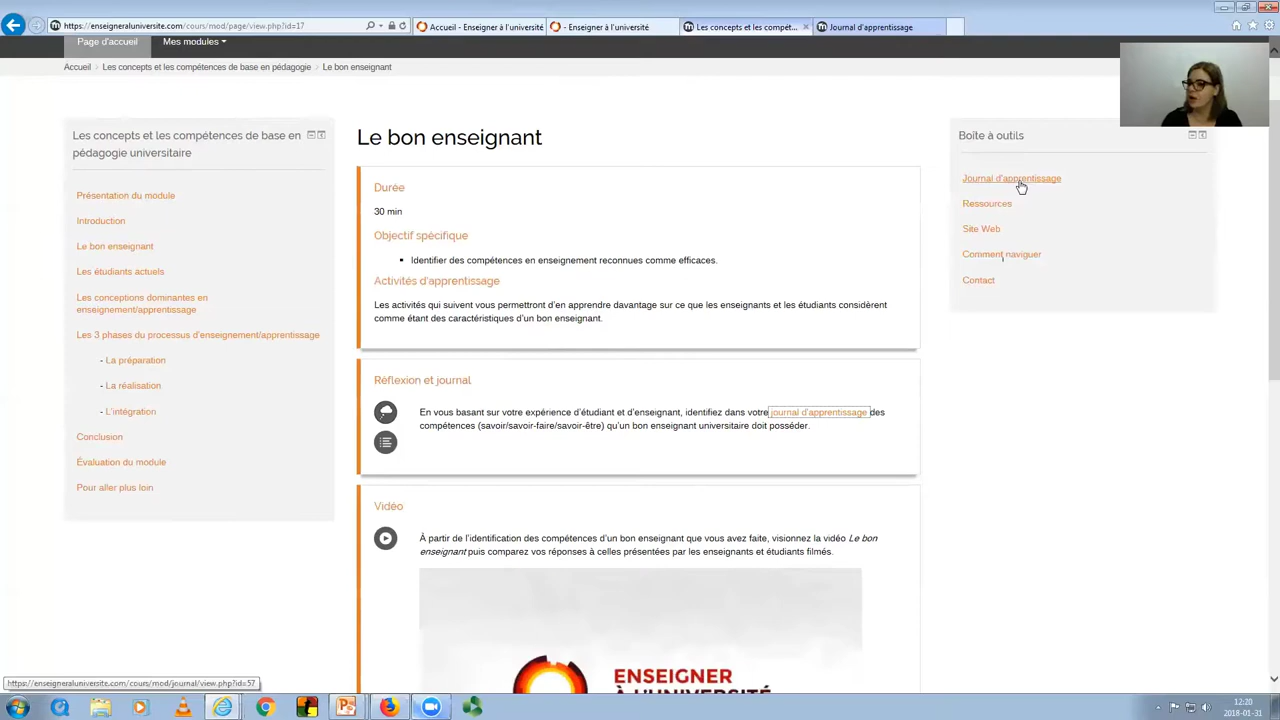 https://enseigneraluniversite.com/cours/mod/page/view.php?id=17
Accueil - Enseigner à l'université
- Enseigner à l'université
Les concepts et les compét...
Journal d'apprentissage
Page d'accueil
Mes modules
Accueil
Les concepts et les compétences de base en pédagogie
Le bon enseignant
Les concepts et les compétences de base en
pédagogie universitaire
Présentation du module
Introduction
Le bon enseignant
Les étudiants actuels
Les conceptions dominantes en
enseignement/apprentissage
Les 3 phases du processus d'enseignement/apprentissage
- La préparation
- La réalisation
- L'intégration
Conclusion
Évaluation du module
Pour aller plus loin
Le bon enseignant
Durée
30 min
Objectif spécifique
Identifier des compétences en enseignement reconnues comme efficaces.
Activités d'apprentissage
Les activités qui suivent vous permettront d'en apprendre davantage sur ce que les enseignants et les étudiants considèrent
comme étant des caractéristiques d'un bon enseignant.
Réflexion et journal
En vous basant sur votre expérience d'étudiant et d'enseignant, identifiez dans votre journal d'apprentissage des
compétences (savoir/savoir-faire/savoir-être) qu'un bon enseignant universitaire doit posséder.
Vidéo
À partir de l'identification des compétences d'un bon enseignant que vous avez faite, visionnez la vidéo Le bon
enseignant puis comparez vos réponses à celles présentées par les enseignants et étudiants filmés.
ENSEIGNER
À L'UNIVERSITÉ
Boîte à outils
Journal d'apprentissage
Ressources
Site Web
Comment naviguer
Contact
https://enseigneraluniversite.com/cours/mod/journal/view.php?id=57
12:20
2018-01-31